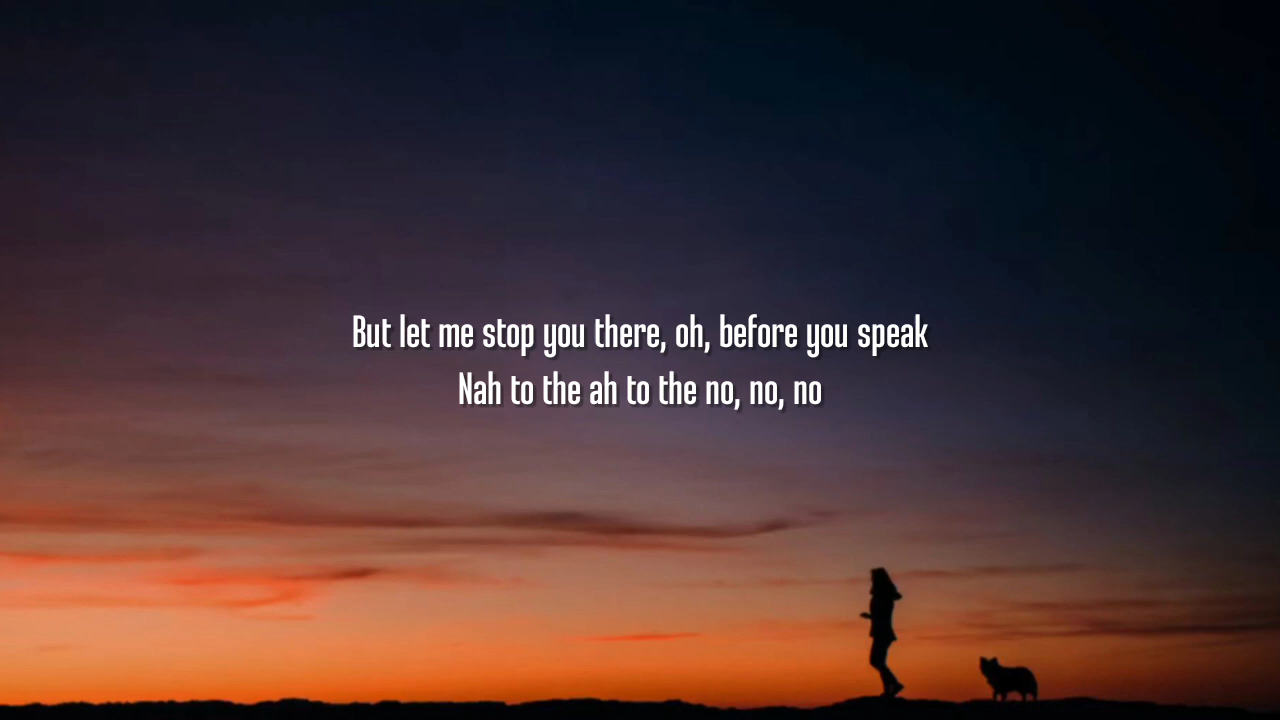 But let me stop you there, oh, before you speak
Nah to the ah to the no, no, no